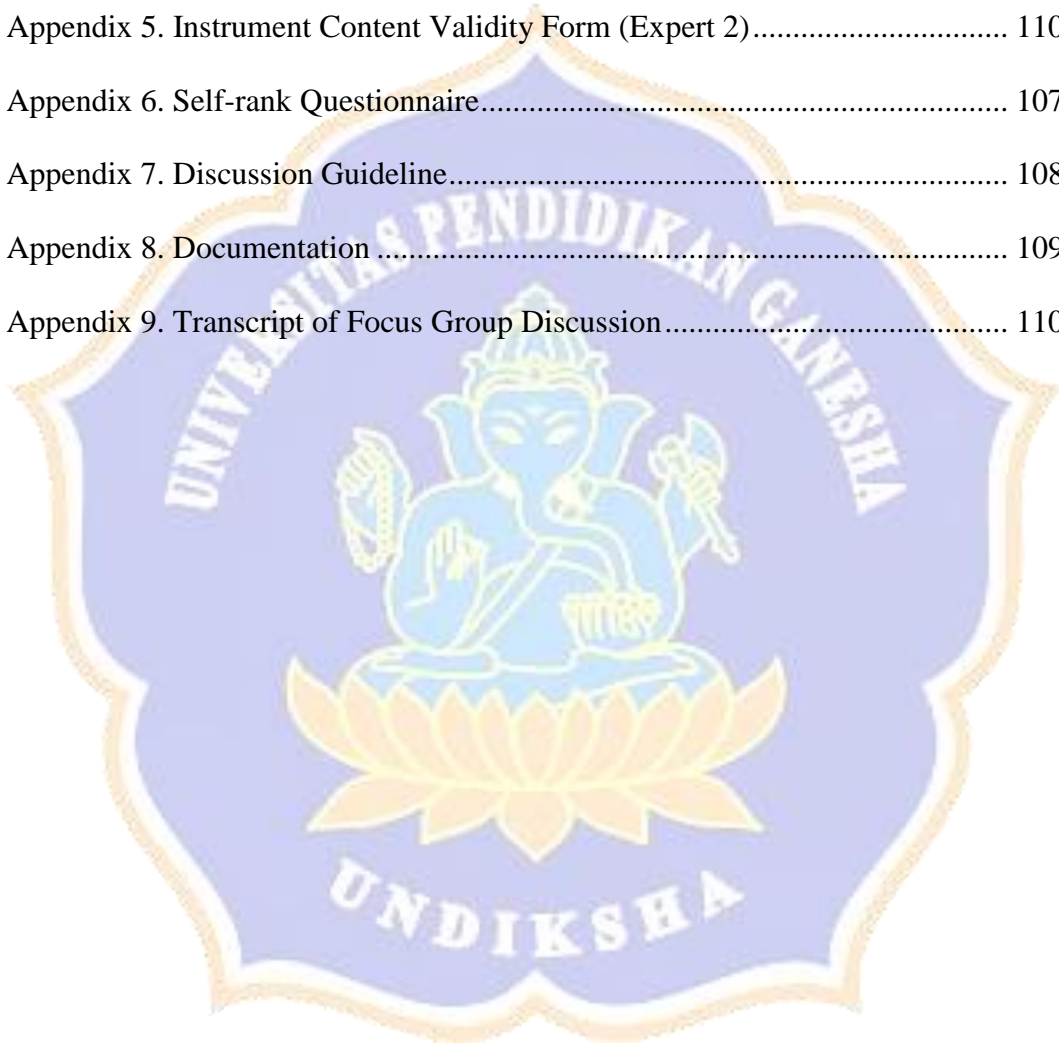 Appendix 5. Instrument Content Validity Form (Expert 2)............................. 110
Appendix 6. Self-rank Questionnaire............................................................ 107
Appendix 7. Discussion Guideline................................................................ 108
Appendix 8. Documentation ........................................................................ 109
Appendix 9. Transcript of Focus Group Discussion....................................... 110
UNIVERSITAS PENDIDIKAN GANESHA
UNDIKSHA